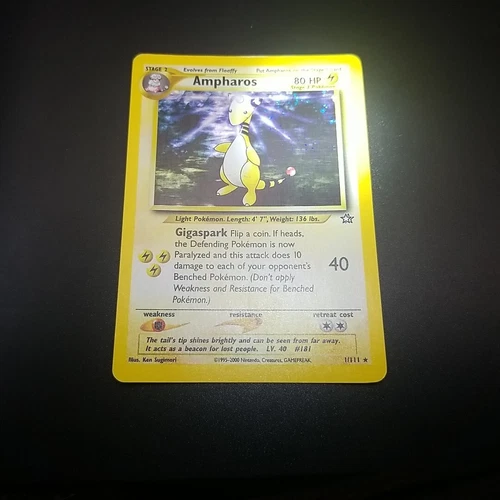 STAGE 2 Evolves from Flaaffy Put Ampharos on the Stage 1 card
Ampharos 80 HP
Stage 2 Pokémon
Light Pokémon. Length: 4' 7", Weight: 136 lbs.
Gigaspark Flip a coin. If heads,
the Defending Pokémon is now
Paralyzed and this attack does 10
damage to each of your opponent's
Benched Pokémon. (Don't apply
Weakness and Resistance for Benched
Pokémon.)
40
weakness resistance retreat cost
The tail's tip shines brightly and can be seen from far away.
It acts as a beacon for lost people. LV. 40 #181
Illus. Ken Sugimori ©1995-2000 Nintendo, Creatures, GAMEFREAK. 1/111 ★